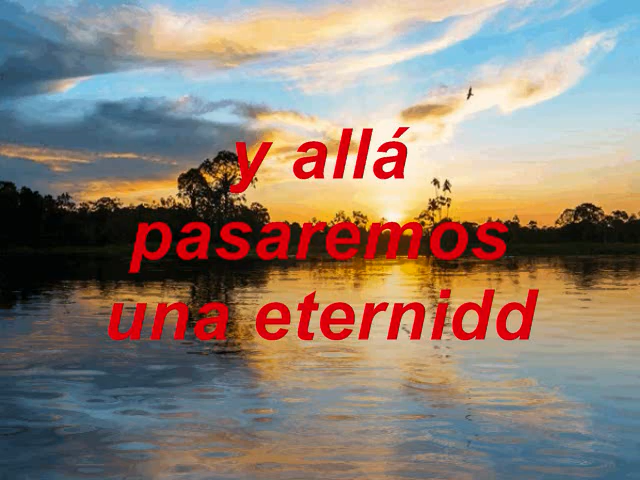 y allá
pasaremos
una eternidd